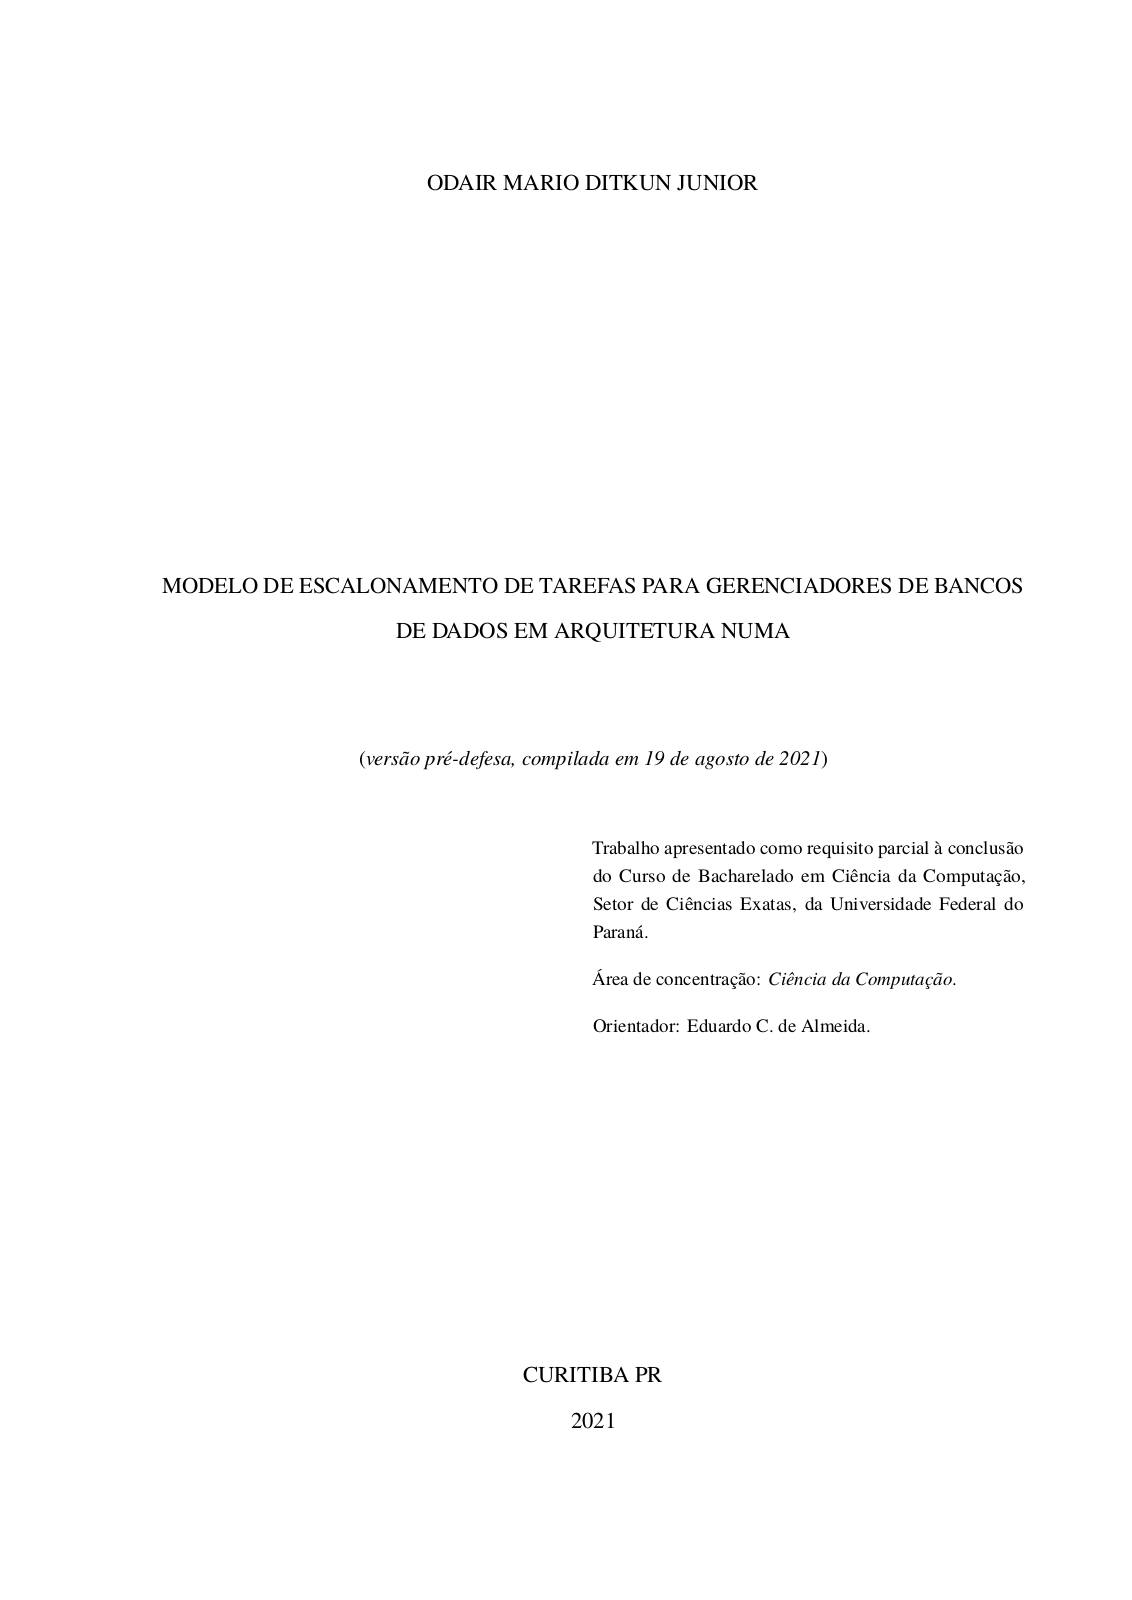 ODAIR MARIO DITKUN JUNIOR
MODELO DE ESCALONAMENTO DE TAREFAS PARA GERENCIADORES DE BANCOS
DE DADOS EM ARQUITETURA NUMA
(versão pré-defesa, compilada em 19 de agosto de 2021)
Trabalho apresentado como requisito parcial à conclusão
do Curso de Bacharelado em Ciência da Computação,
Setor de Ciências Exatas, da Universidade Federal do
Paraná.
Área de concentração: Ciência da Computação.
Orientador: Eduardo C. de Almeida.
CURITIBA PR
2021